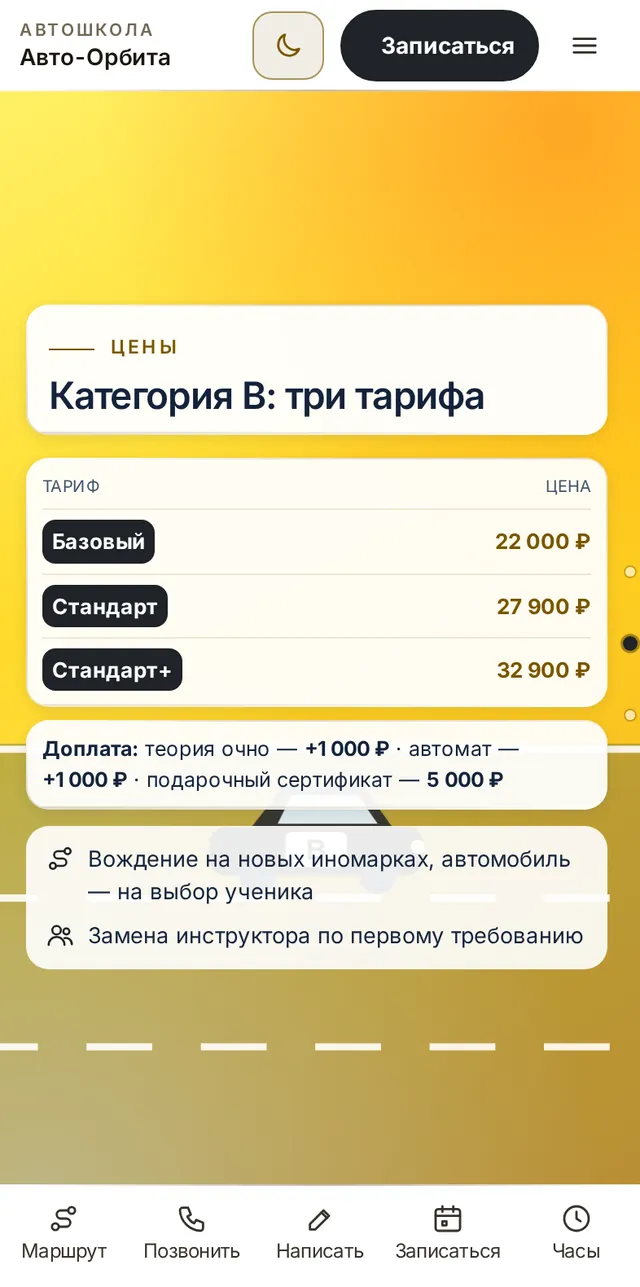 АВТОШКОЛА
Авто-Орбита
Записаться
ЦЕНЫ
Категория B: три тарифа
ТАРИФ ЦЕНА
Базовый 22 000 ₽
Стандарт 27 900 ₽
Стандарт+ 32 900 ₽
Доплата: теория очно — +1 000 ₽ · автомат —
+1 000 ₽ · подарочный сертификат — 5 000 ₽
B
Вождение на новых иномарках, автомобиль
— на выбор ученика
Замена инструктора по первому требованию
Маршрут Позвонить Написать Записаться Часы